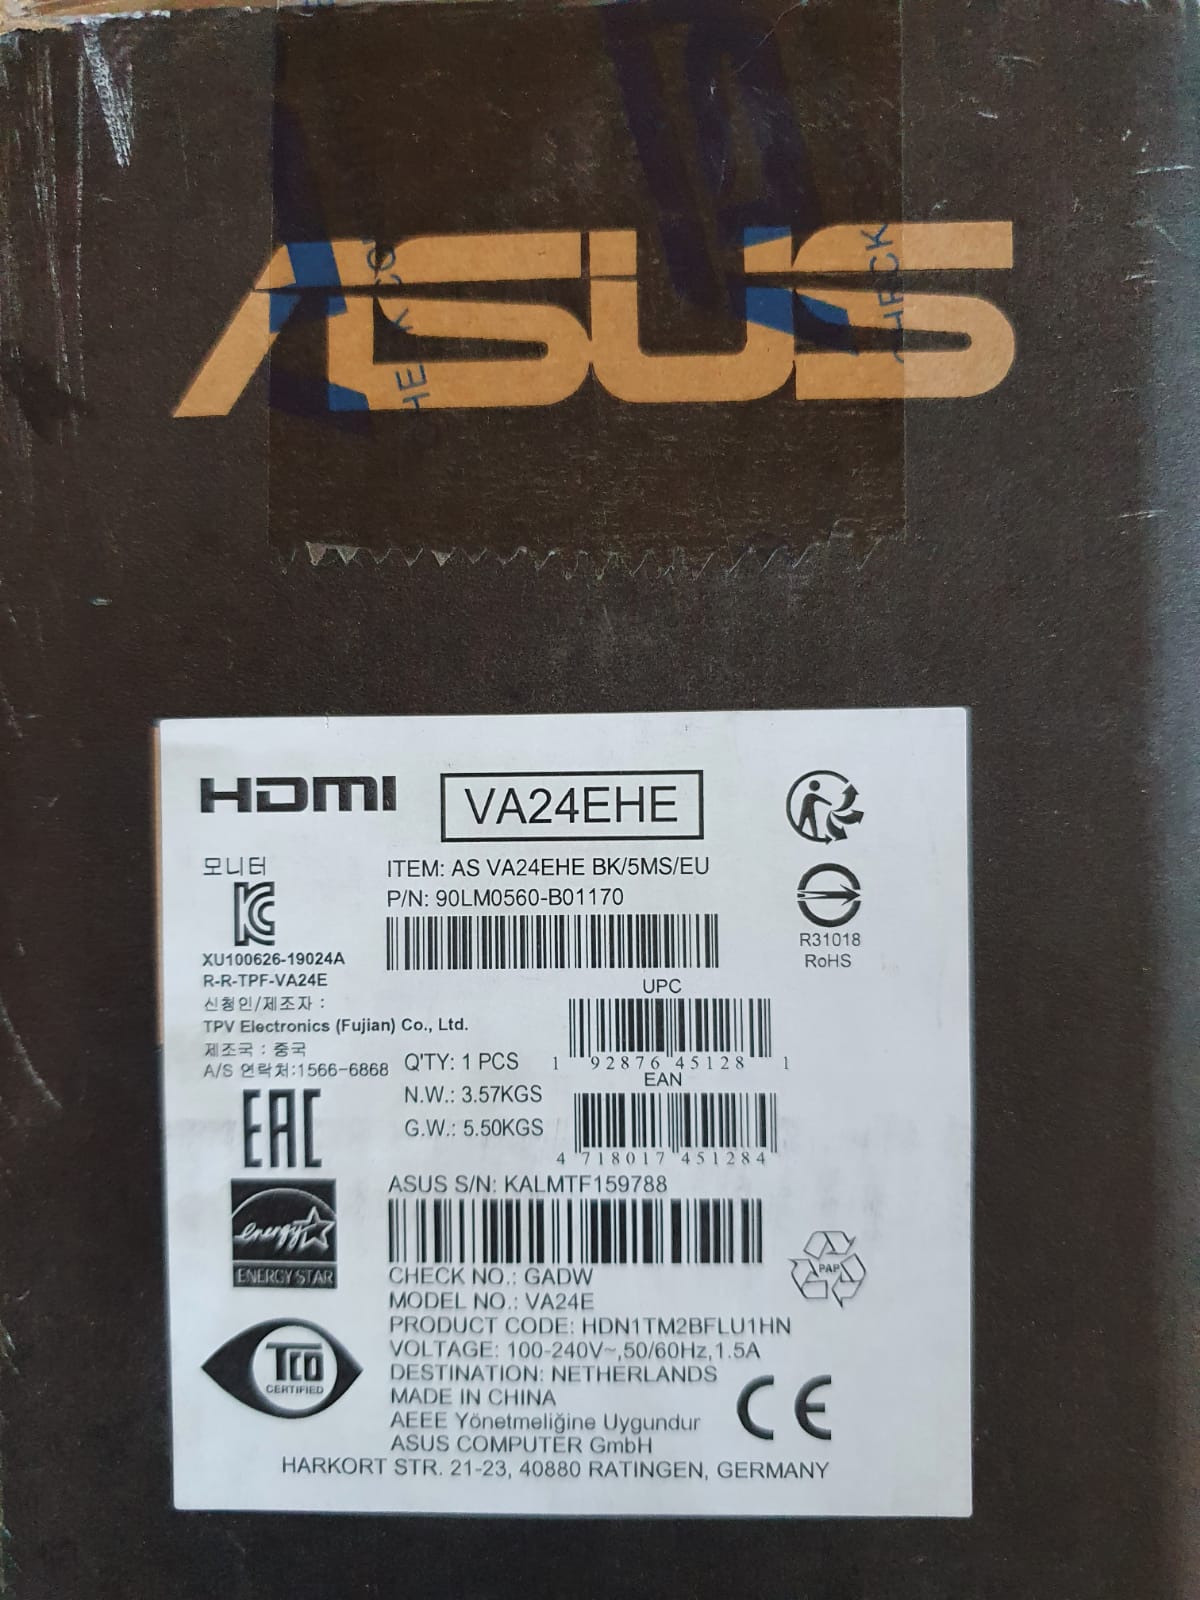 ASUS
CHECK
HDMI
VA24EHE
모니터
ITEM: AS VA24EHE BK/5MS/EU
P/N: 90LM0560-B01170
R31018
RoHS
XU100626-19024A
R-R-TPF-VA24E
신청인/제조자 :
TPV Electronics (Fujian) Co., Ltd.
제조국 : 중국
A/S 연락처:1566-6868
UPC
1 92876 45128 1
Q'TY: 1 PCS
EAN
N.W.: 3.57KGS
G.W.: 5.50KGS
4 718017 451284
EAC
ASUS S/N: KALMTF159788
energy
ENERGY STAR
CHECK NO.: GADW
MODEL NO.: VA24E
PAP
PRODUCT CODE: HDN1TM2BFLU1HN
VOLTAGE: 100-240V~,50/60Hz,1.5A
TCO
CERTIFIED
DESTINATION: NETHERLANDS
MADE IN CHINA
CE
AEEE Yönetmeliğine Uygundur
ASUS COMPUTER GmbH
HARKORT STR. 21-23, 40880 RATINGEN, GERMANY